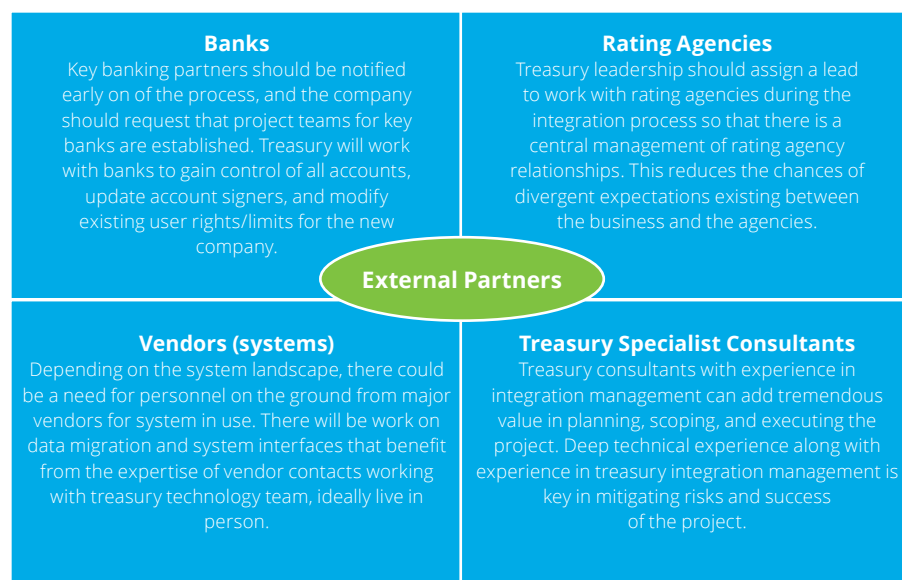 Banks
Key banking partners should be notified
early on of the process, and the company
should request that project teams for key
banks are established. Treasury will work
with banks to gain control of all accounts,
update account signers, and modify
existing user rights/limits for the new
company.
Rating Agencies
Treasury leadership should assign a lead
to work with rating agencies during the
integration process so that there is a
central management of rating agency
relationships. This reduces the chances of
divergent expectations existing between
the business and the agencies.
External Partners
Vendors (systems)
Depending on the system landscape, there could
be a need for personnel on the ground from major
vendors for system in use. There will be work on
data migration and system interfaces that benefit
from the expertise of vendor contacts working
with treasury technology team, ideally live in
person.
Treasury Specialist Consultants
Treasury consultants with experience in
integration management can add tremendous
value in planning, scoping, and executing the
project. Deep technical experience along with
experience in treasury integration management is
key in mitigating risks and success
of the project.